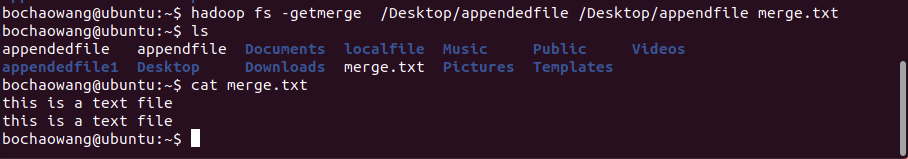 bochaowang@ubuntu:~$ hadoop fs -getmerge  /Desktop/appendedfile /Desktop/appendfile merge.txt
bochaowang@ubuntu:~$ ls
appendedfile   appendfile  Documents  localfile  Music     Public     Videos
appendedfile1  Desktop     Downloads  merge.txt  Pictures  Templates
bochaowang@ubuntu:~$ cat merge.txt
this is a text file
this is a text file
bochaowang@ubuntu:~$